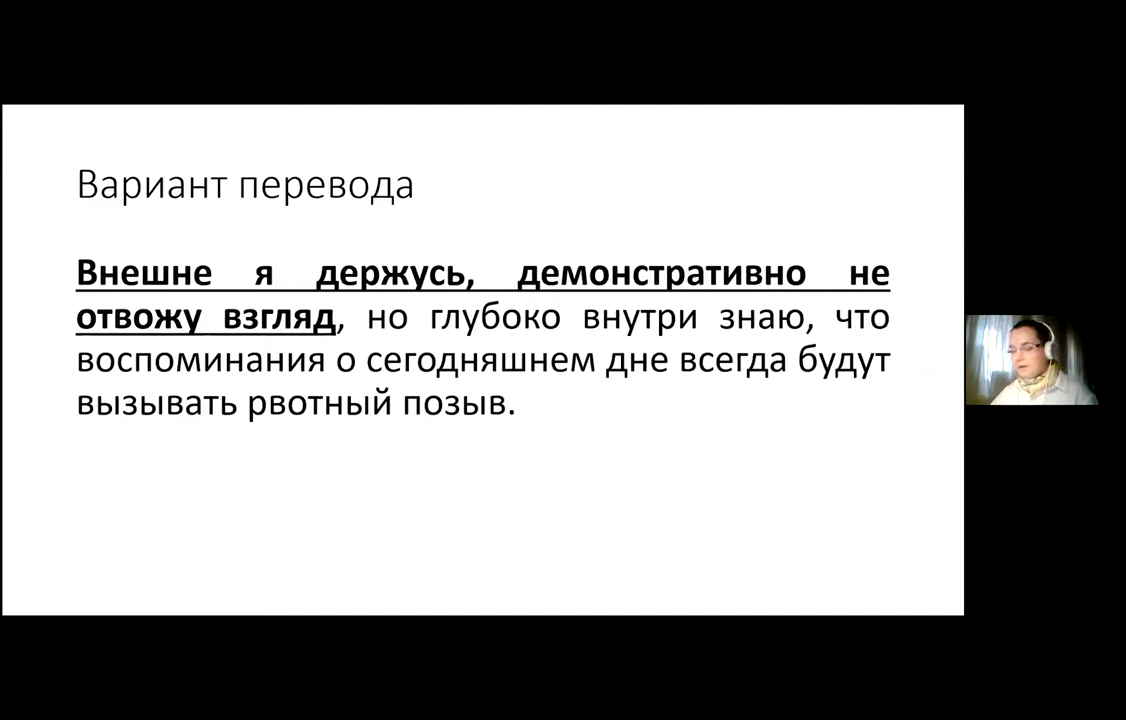 Вариант перевода
Внешне я держусь, демонстративно не
отвожу взгляд, но глубоко внутри знаю, что
воспоминания о сегодняшнем дне всегда будут
вызывать рвотный позыв.